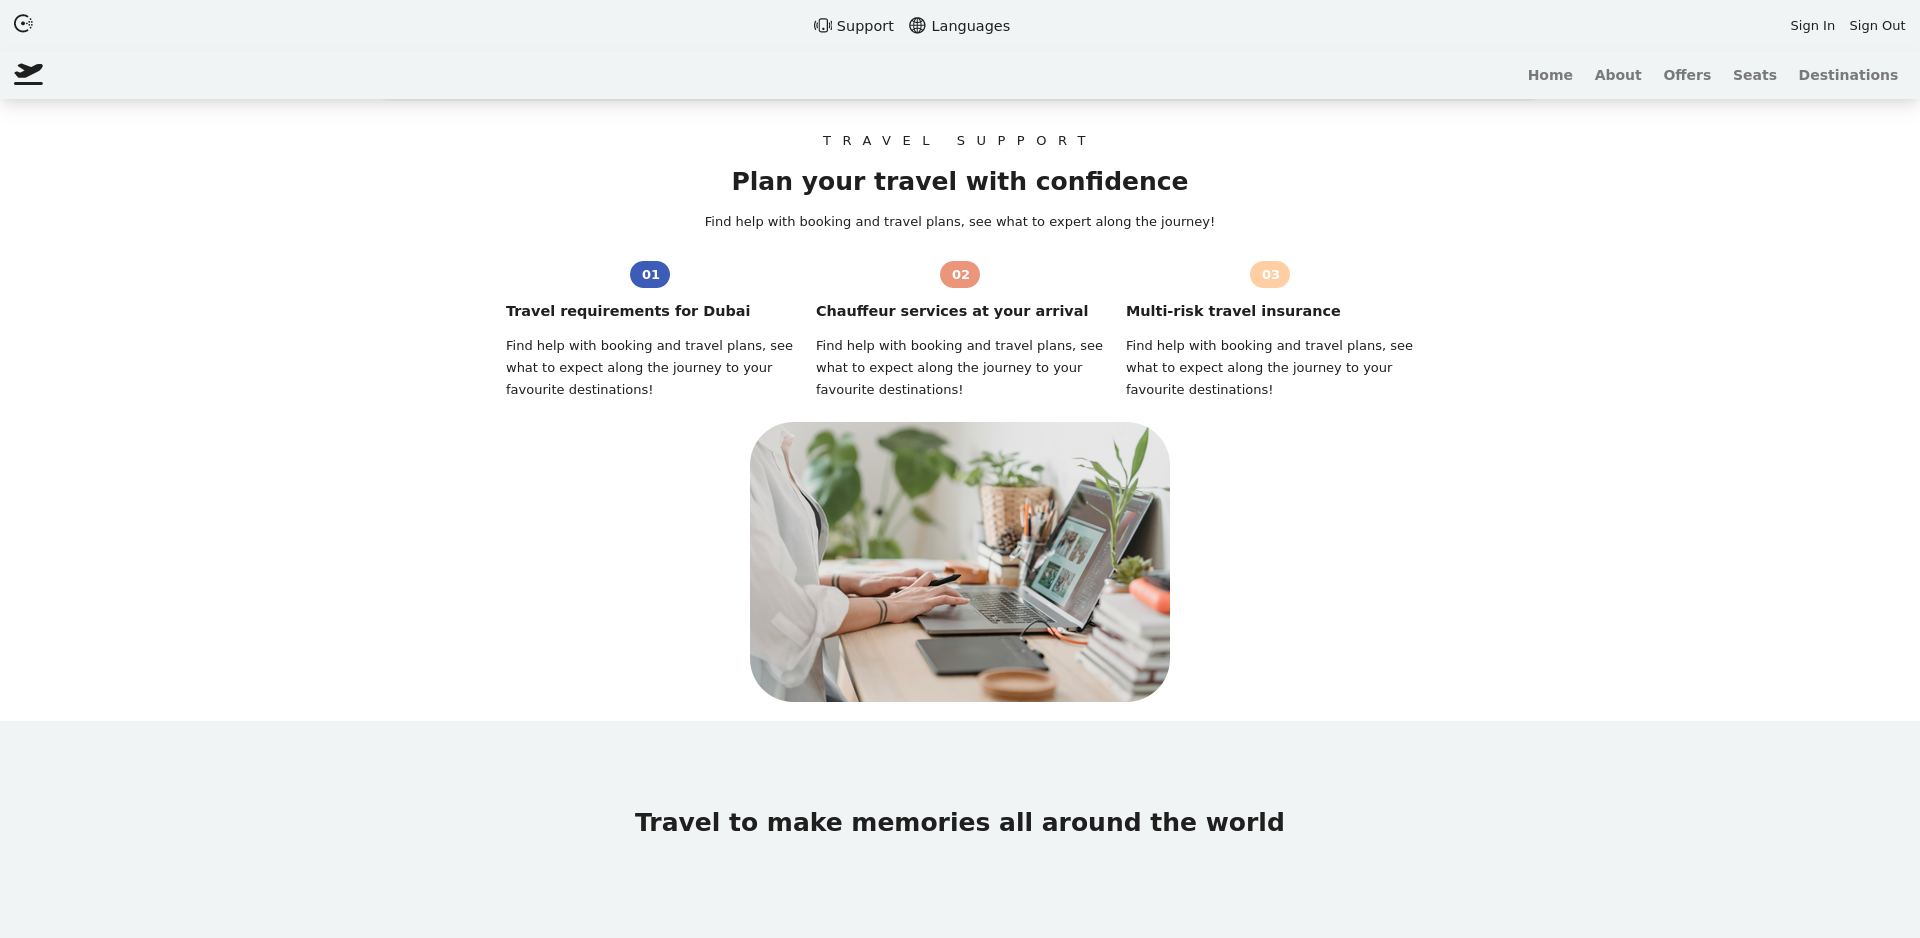 Support Languages Sign In Sign Out
Home About Offers Seats Destinations
TRAVEL SUPPORT
Plan your travel with confidence
Find help with booking and travel plans, see what to expert along the journey!
01
Travel requirements for Dubai
Find help with booking and travel plans, see
what to expect along the journey to your
favourite destinations!
02
Chauffeur services at your arrival
Find help with booking and travel plans, see
what to expect along the journey to your
favourite destinations!
03
Multi-risk travel insurance
Find help with booking and travel plans, see
what to expect along the journey to your
favourite destinations!
Travel to make memories all around the world